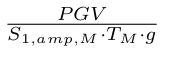 \frac{PGV}{S_{1,amp,M} \cdot T_M \cdot g}